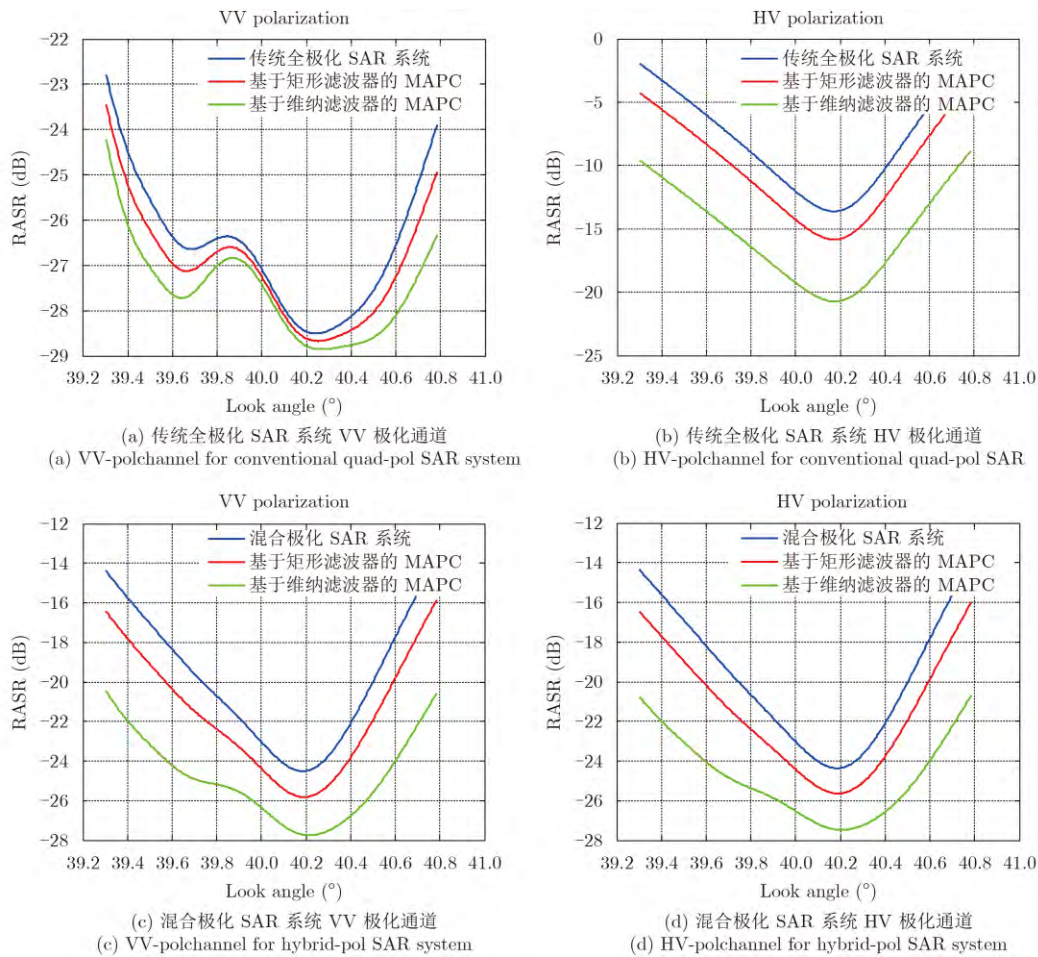 VV polarization
−22
−23
−24
−25
−26
−27
−28
−29
RASR (dB)
传统全极化 SAR 系统
基于矩形滤波器的 MAPC
基于维纳滤波器的 MAPC
39.2 39.4 39.6 39.8 40.0 40.2 40.4 40.6 40.8 41.0
Look angle (°)
(a) 传统全极化 SAR 系统 VV 极化通道
(a) VV-polchannel for conventional quad-pol SAR system
HV polarization
0
−5
−10
−15
−20
−25
RASR (dB)
传统全极化 SAR 系统
基于矩形滤波器的 MAPC
基于维纳滤波器的 MAPC
39.2 39.4 39.6 39.8 40.0 40.2 40.4 40.6 40.8 41.0
Look angle (°)
(b) 传统全极化 SAR 系统 HV 极化通道
(b) HV-polchannel for conventional quad-pol SAR
VV polarization
−12
−14
−16
−18
−20
−22
−24
−26
−28
RASR (dB)
混合极化 SAR 系统
基于矩形滤波器的 MAPC
基于维纳滤波器的 MAPC
39.2 39.4 39.6 39.8 40.0 40.2 40.4 40.6 40.8 41.0
Look angle (°)
(c) 混合极化 SAR 系统 VV 极化通道
(c) VV-polchannel for hybrid-pol SAR system
HV polarization
−12
−14
−16
−18
−20
−22
−24
−26
−28
RASR (dB)
混合极化 SAR 系统
基于矩形滤波器的 MAPC
基于维纳滤波器的 MAPC
39.2 39.4 39.6 39.8 40.0 40.2 40.4 40.6 40.8 41.0
Look angle (°)
(d) 混合极化 SAR 系统 HV 极化通道
(d) HV-polchannel for hybrid-pol SAR system